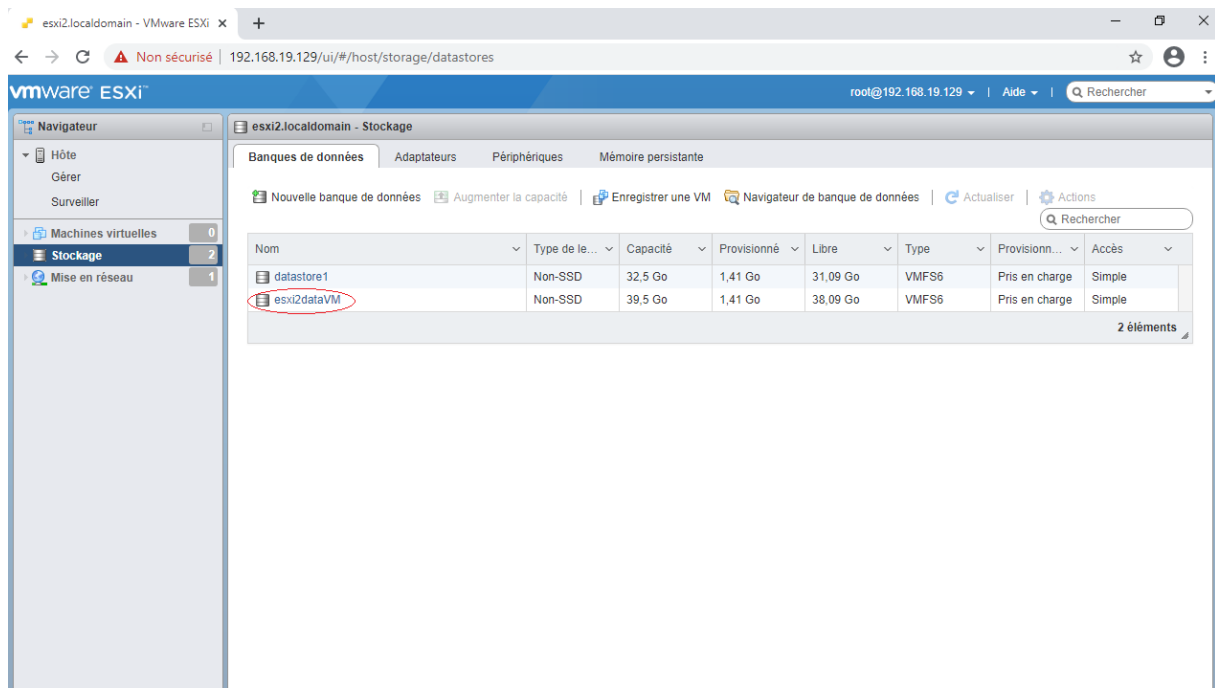 esxi2.localdomain - VMware ESXi
Non sécurisé | 192.168.19.129/ui/#/host/storage/datastores
vmware ESXi™
root@192.168.19.129 | Aide | Rechercher
Navigateur
esxi2.localdomain - Stockage
Hôte
Gérer
Surveiller
Machines virtuelles 0
Stockage 2
Mise en réseau 1
Banques de données Adaptateurs Périphériques Mémoire persistante
Nouvelle banque de données Augmenter la capacité | Enregistrer une VM Navigateur de banque de données | Actualiser | Actions
Rechercher
Nom Type de le... Capacité Provisionné Libre Type Provisionn... Accès
datastore1 Non-SSD 32,5 Go 1,41 Go 31,09 Go VMFS6 Pris en charge Simple
esxi2dataVM Non-SSD 39,5 Go 1,41 Go 38,09 Go VMFS6 Pris en charge Simple
2 éléments